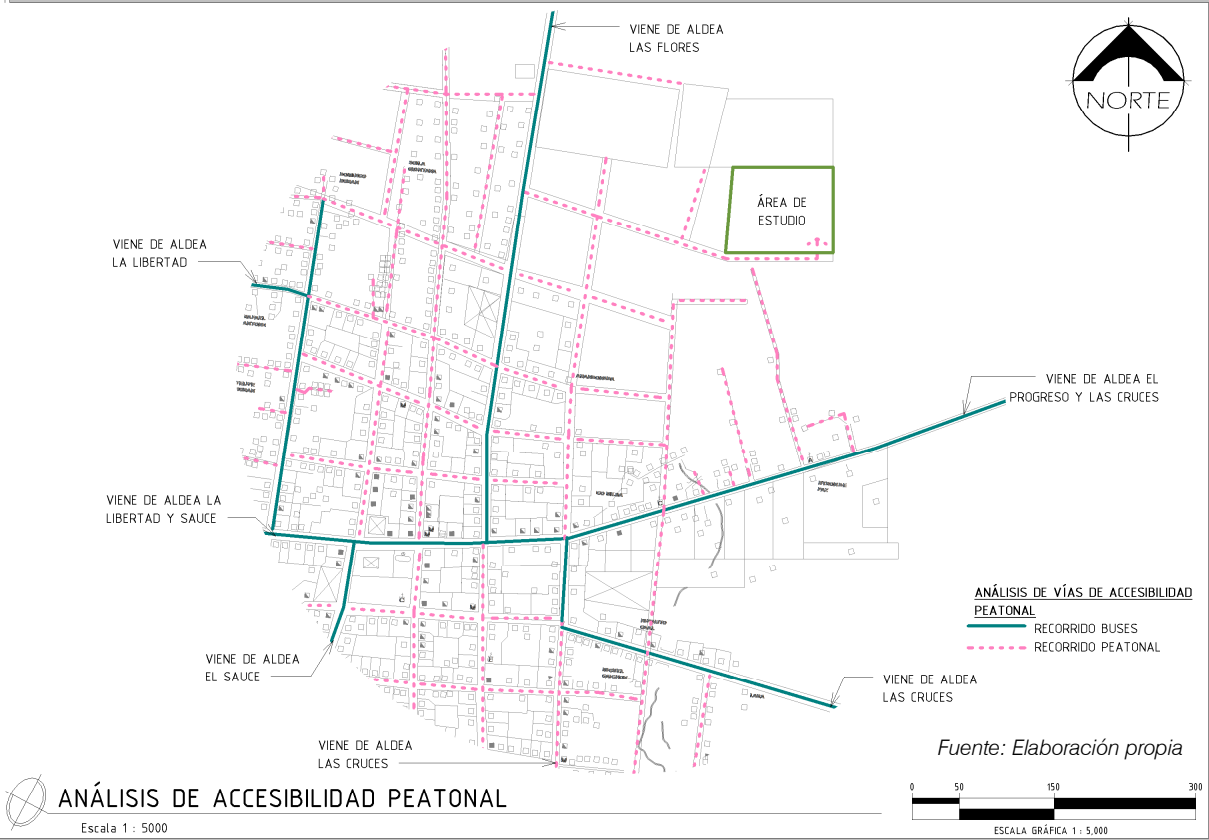 VIENE DE ALDEA
LAS FLORES
NORTE
ÁREA DE
ESTUDIO
VIENE DE ALDEA
LA LIBERTAD
VIENE DE ALDEA EL
PROGRESO Y LAS CRUCES
VIENE DE ALDEA LA
LIBERTAD Y SAUCE
ANÁLISIS DE VÍAS DE ACCESIBILIDAD
PEATONAL
RECORRIDO BUSES
RECORRIDO PEATONAL
VIENE DE ALDEA
EL SAUCE
VIENE DE ALDEA
LAS CRUCES
VIENE DE ALDEA
LAS CRUCES
Fuente: Elaboración propia
ANÁLISIS DE ACCESIBILIDAD PEATONAL
Escala 1 : 5000
0 50 150 300
ESCALA GRÁFICA 1 : 5,000